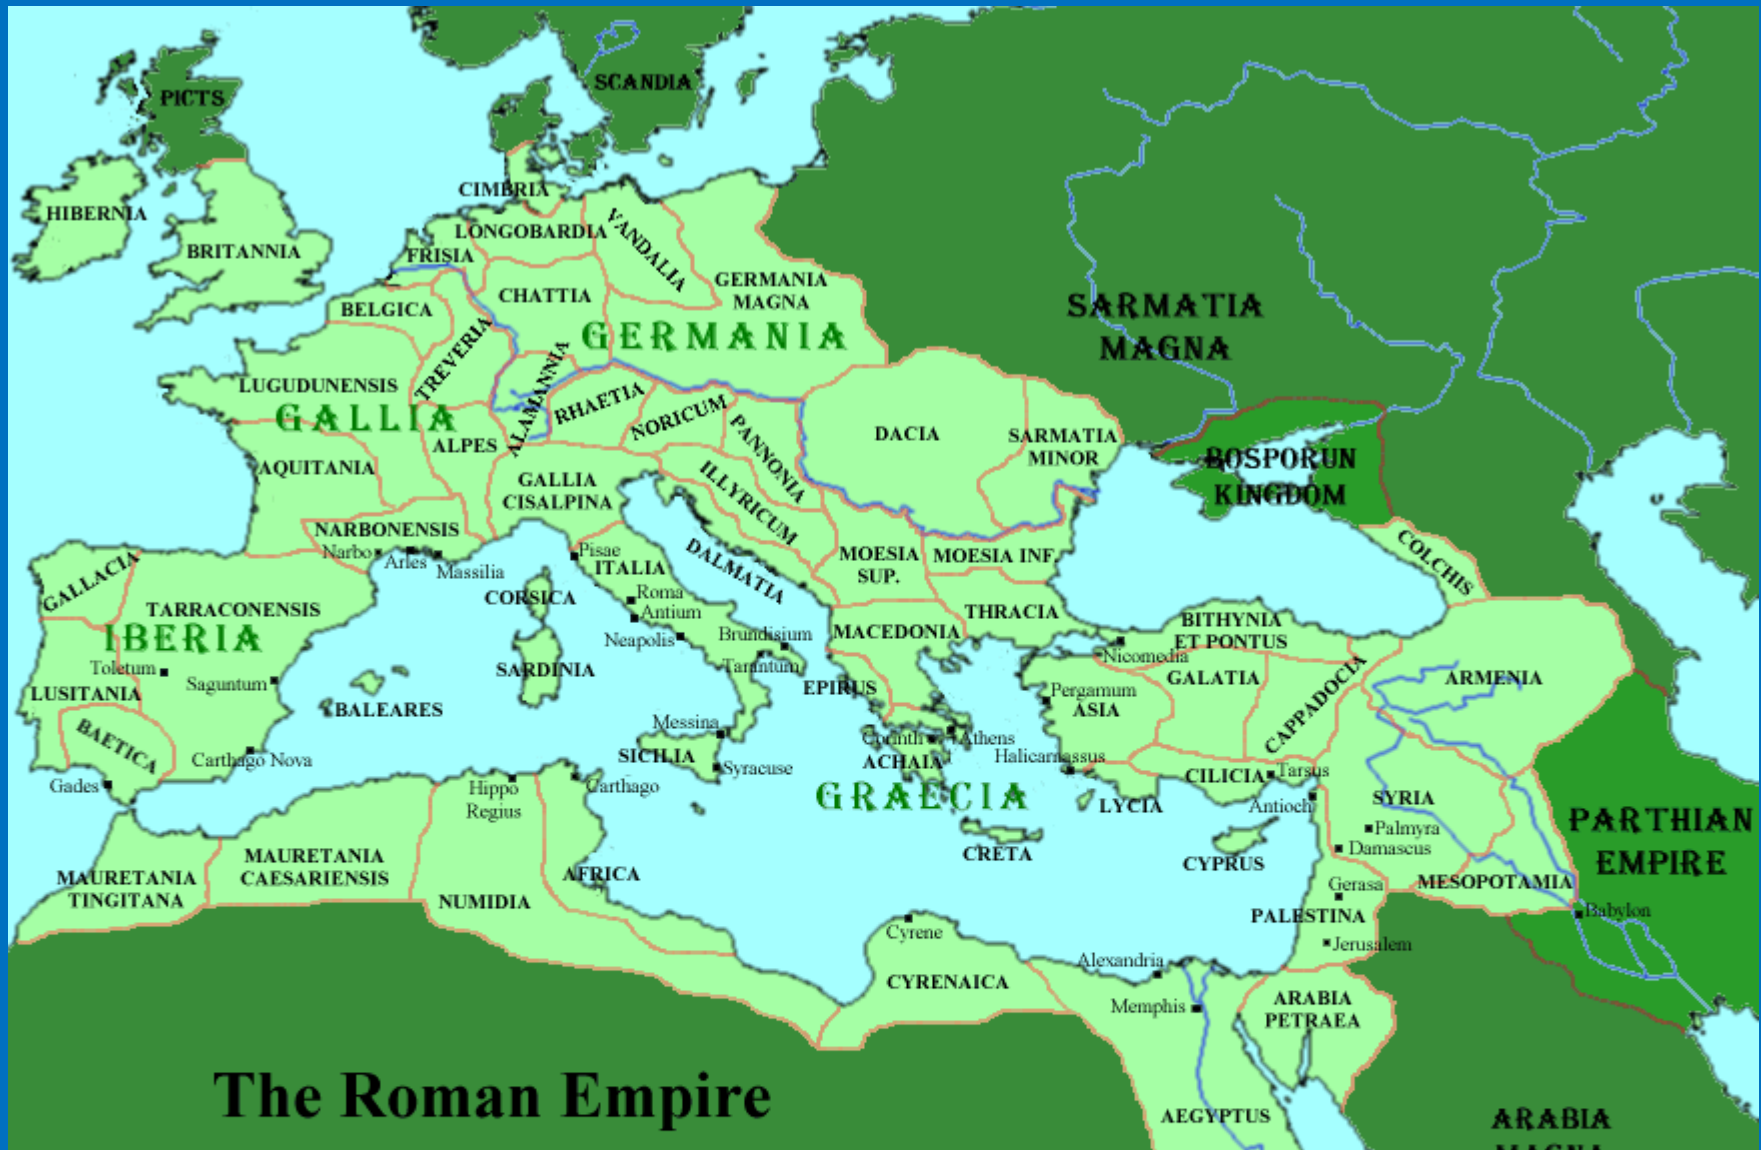 SCANDIA
PICTS
CIMBRIA
HIBERNIA
BRITANNIA
LONGOBARDIA
VANDALIA
FRISIA
GERMANIA
MAGNA
CHATTIA
BELGICA
SARMATIA
MAGNA
GERMANIA
TREVERIA
ALAMANNIA
LUGUDUNENSIS
GALLIA
RHAETIA
NORICUM
PANNONIA
DACIA
SARMATIA
MINOR
ALPES
AQUITANIA
GALLIA
CISALPINA
ILLYRICUM
BOSPORUN
KINGDOM
NARBONENSIS
Narbo
Arles
Massilia
Pisae
ITALIA
DALMATIA
MOESIA
SUP.
MOESIA INF.
COLCHIS
GALLACIA
TARRACONENSIS
IBERIA
CORSICA
Roma
Antium
Neapolis
Brundisium
Tarantum
MACEDONIA
THRACIA
BITHYNIA
ET PONTUS
Nicomedia
Toletum
Saguntum
LUSITANIA
BAETICA
BALEARES
SARDINIA
EPIRUS
Pergamum
ASIA
GALATIA
CAPPADOCIA
ARMENIA
Messina
SICILIA
Syracuse
Corinth
Athens
ACHAIA
Halicarnassus
Carthago Nova
Gades
Hippo
Regius
Carthago
GRAECIA
LYCIA
CILICIA
Tarsus
Antioch
SYRIA
Palmyra
Damascus
PARTHIAN
EMPIRE
CRETA
CYPRUS
MAURETANIA
TINGITANA
MAURETANIA
CAESARIENSIS
NUMIDIA
AFRICA
Gerasa
MESOPOTAMIA
PALESTINA
Babylon
Jerusalem
Cyrene
CYRENAICA
Alexandria
Memphis
ARABIA
PETRAEA
The Roman Empire
AEGYPTUS
ARABIA
MAGNA